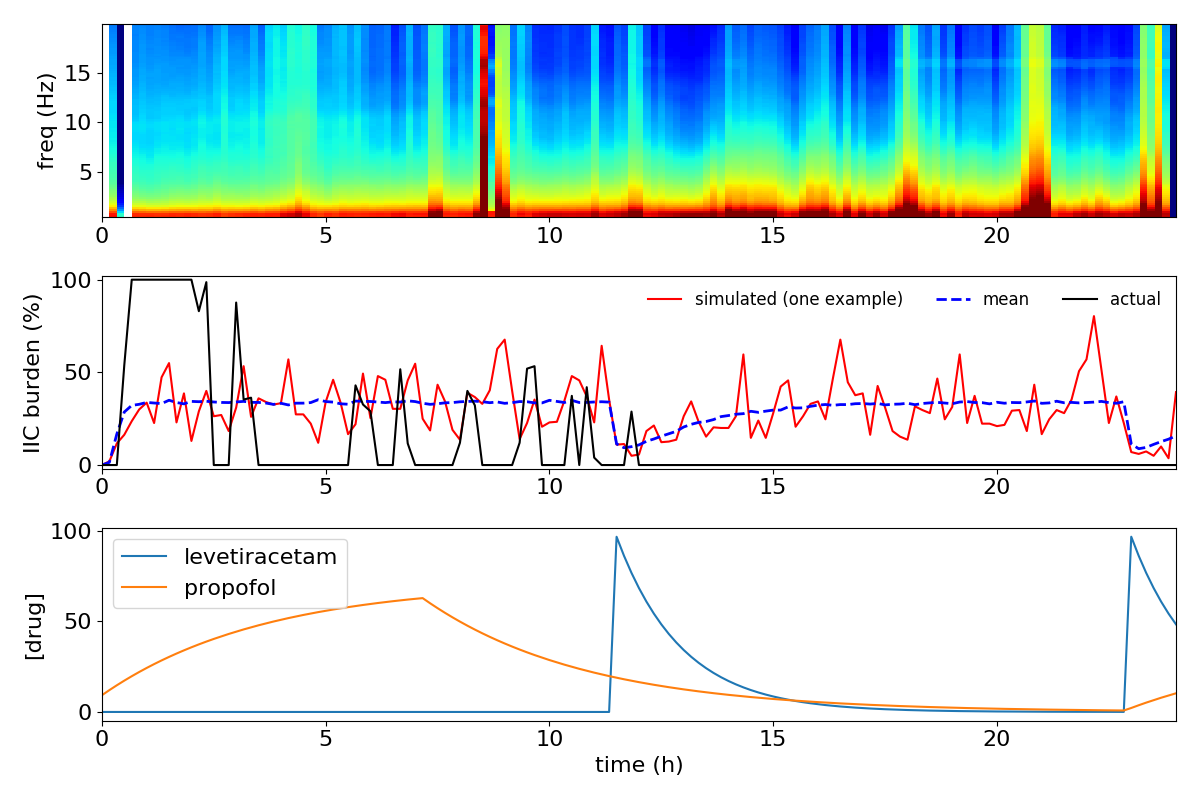 freq (Hz)
15
10
5
0 5 10 15 20
IIC burden (%)
100
50
0
simulated (one example) mean actual
0 5 10 15 20
[drug]
100
50
0
levetiracetam
propofol
0 5 10 15 20
time (h)